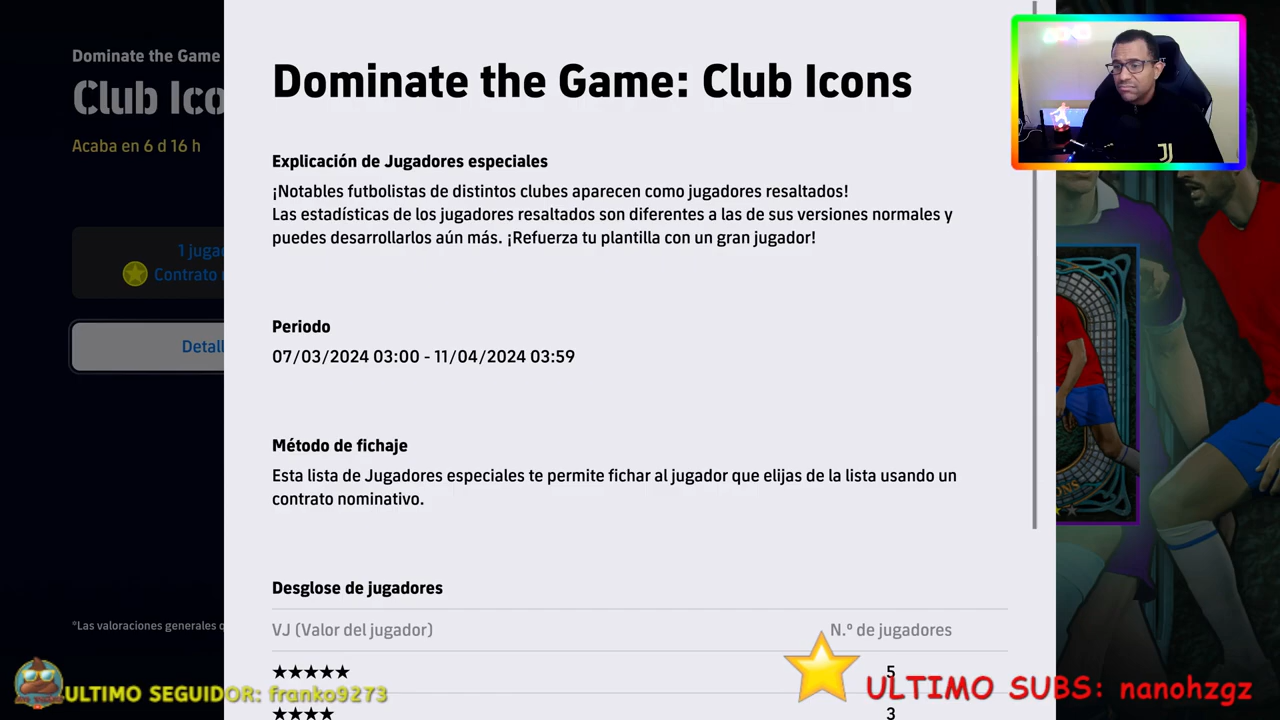 Dominate the Game
Club Ico
Acaba en 6 d 16 h
1 jugad
Contrato
Detall
*Las valoraciones generales q
Dominate the Game: Club Icons
Explicación de Jugadores especiales
¡Notables futbolistas de distintos clubes aparecen como jugadores resaltados!
Las estadísticas de los jugadores resaltados son diferentes a las de sus versiones normales y
puedes desarrollarlos aún más. ¡Refuerza tu plantilla con un gran jugador!
Periodo
07/03/2024 03:00 - 11/04/2024 03:59
Método de fichaje
Esta lista de Jugadores especiales te permite fichar al jugador que elijas de la lista usando un
contrato nominativo.
Desglose de jugadores
VJ (Valor del jugador) N.º de jugadores
★★★★★ 5
★★★★ 3
ULTIMO SEGUIDOR: franko9273
ULTIMO SUBS: nanohzgz